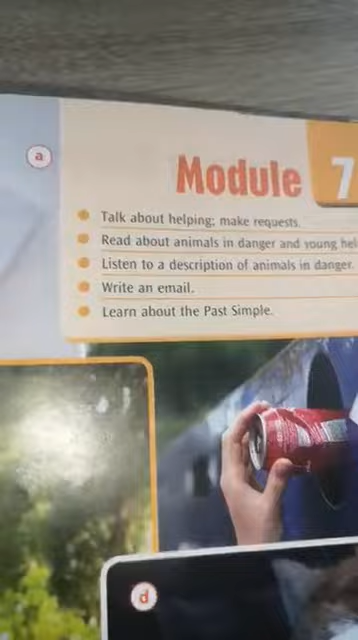 a
Module 7
Talk about helping; make requests.
Read about animals in danger and young
Listen to a description of animals in danger.
Write an email.
Learn about the Past Simple.
d